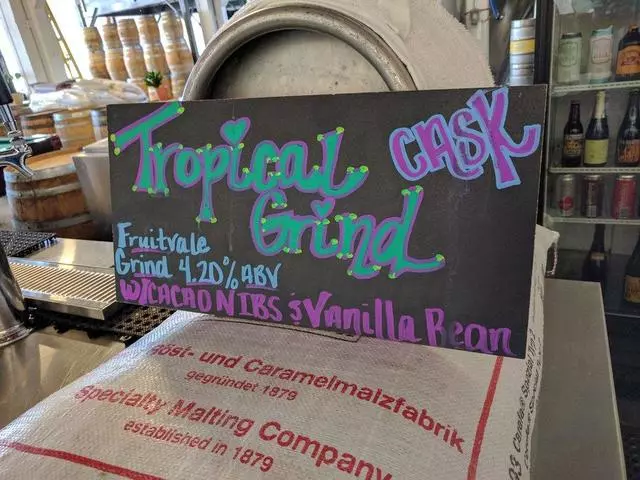 Tropical
Grind
CASK
Fruitvale
Grind 4.20% ABV
W/CACAO NIBS & Vanilla Bean
Röst- und Caramelmalzfabrik
gegründet 1879
Specialty Malting Company
established in 1879